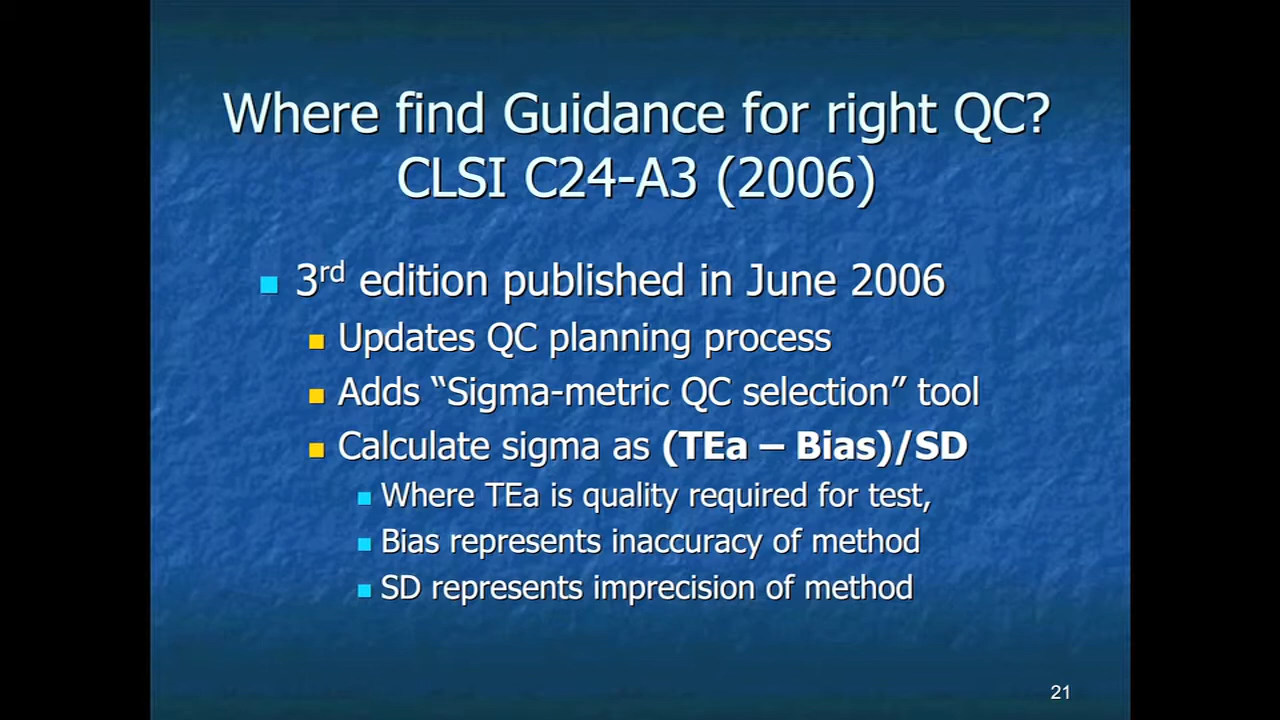 Where find Guidance for right QC?
CLSI C24-A3 (2006)
3rd edition published in June 2006
Updates QC planning process
Adds “Sigma-metric QC selection” tool
Calculate sigma as (TEa – Bias)/SD
Where TEa is quality required for test,
Bias represents inaccuracy of method
SD represents imprecision of method
21